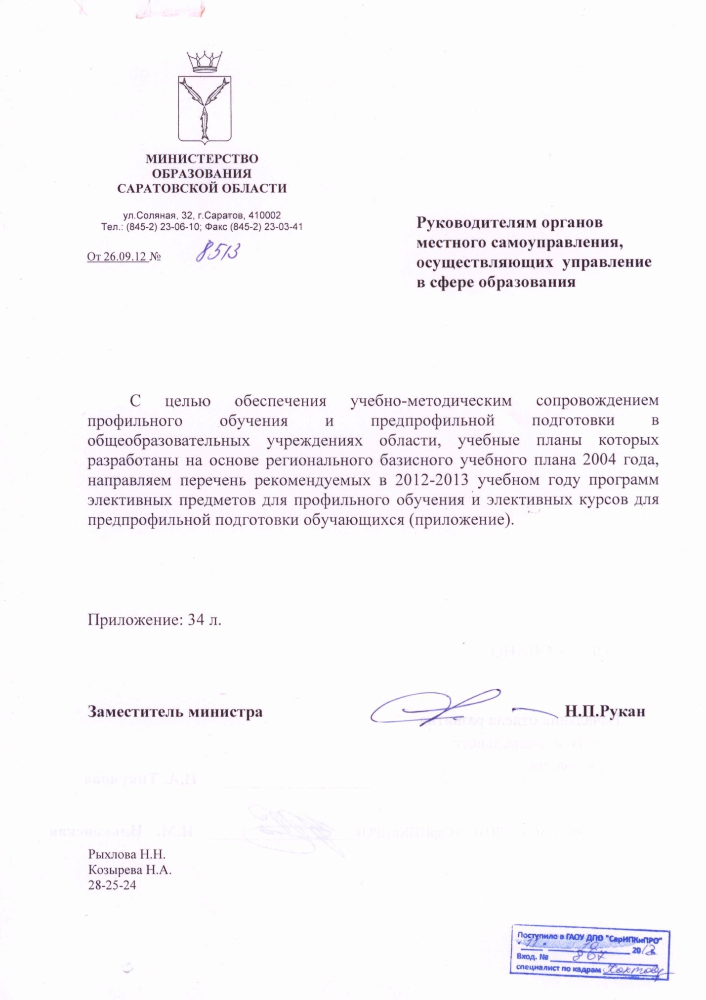 МИНИСТЕРСТВО
ОБРАЗОВАНИЯ
САРАТОВСКОЙ ОБЛАСТИ
ул.Соляная, 32, г.Саратов, 410002
Тел.: (845-2) 23-06-10; Факс (845-2) 23-03-41
От 26.09.12 № 8513
Руководителям органов
местного самоуправления,
осуществляющих управление
в сфере образования
С целью обеспечения учебно-методическим сопровождением
профильного обучения и предпрофильной подготовки в
общеобразовательных учреждениях области, учебные планы которых
разработаны на основе регионального базисного учебного плана 2004 года,
направляем перечень рекомендуемых в 2012-2013 учебном году программ
элективных предметов для профильного обучения и элективных курсов для
предпрофильной подготовки обучающихся (приложение).
Приложение: 34 л.
Заместитель министра Н.П.Рукан
Рыхлова Н.Н.
Козырева Н.А.
28-25-24
Поступило в ГАОУ ДПО "СарИПКиПРО"
" 11 " 10 2012
Вход. № 867
специалист по кадрам